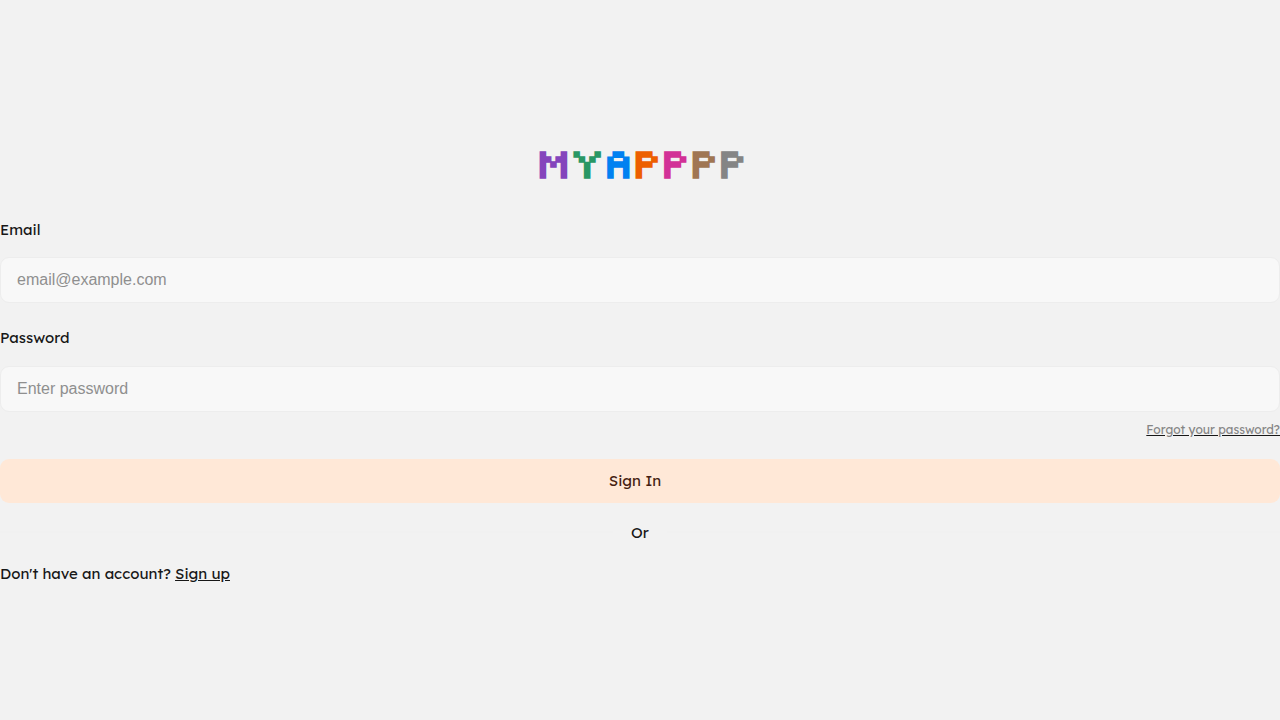 MYAPPPP
Email
email@example.com
Password
Enter password
Forgot your password?
Sign In
Or
Don't have an account? Sign up